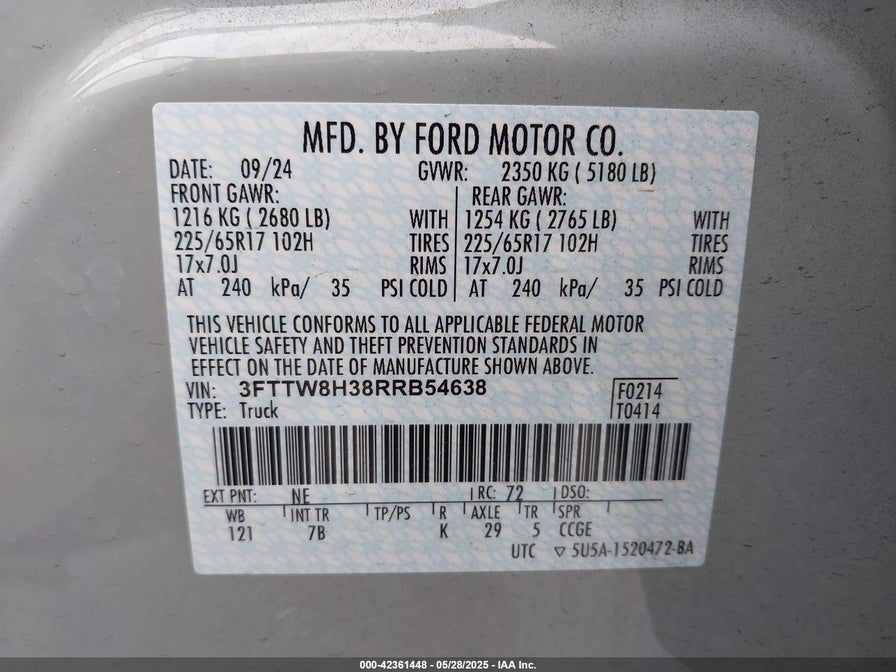 MFD. BY FORD MOTOR CO.
DATE: 09/24 GVWR: 2350 KG ( 5180 LB)
FRONT GAWR: REAR GAWR:
1216 KG ( 2680 LB) WITH 1254 KG ( 2765 LB) WITH
225/65R17 102H TIRES 225/65R17 102H TIRES
17x7.0J RIMS 17x7.0J RIMS
AT 240 kPa/ 35 PSI COLD AT 240 kPa/ 35 PSI COLD
THIS VEHICLE CONFORMS TO ALL APPLICABLE FEDERAL MOTOR
VEHICLE SAFETY AND THEFT PREVENTION STANDARDS IN
EFFECT ON THE DATE OF MANUFACTURE SHOWN ABOVE.
VIN: 3FTTW8H38RRB54638 F0214
TYPE: Truck T0414
EXT PNT: NE RC: 72 DSO:
WB INT TR TP/PS R AXLE TR SPR
121 7B K 29 5 CCGE
UTC ▽ 5U5A-1520472-BA
000-42361448 - 05/28/2025 - IAA Inc.